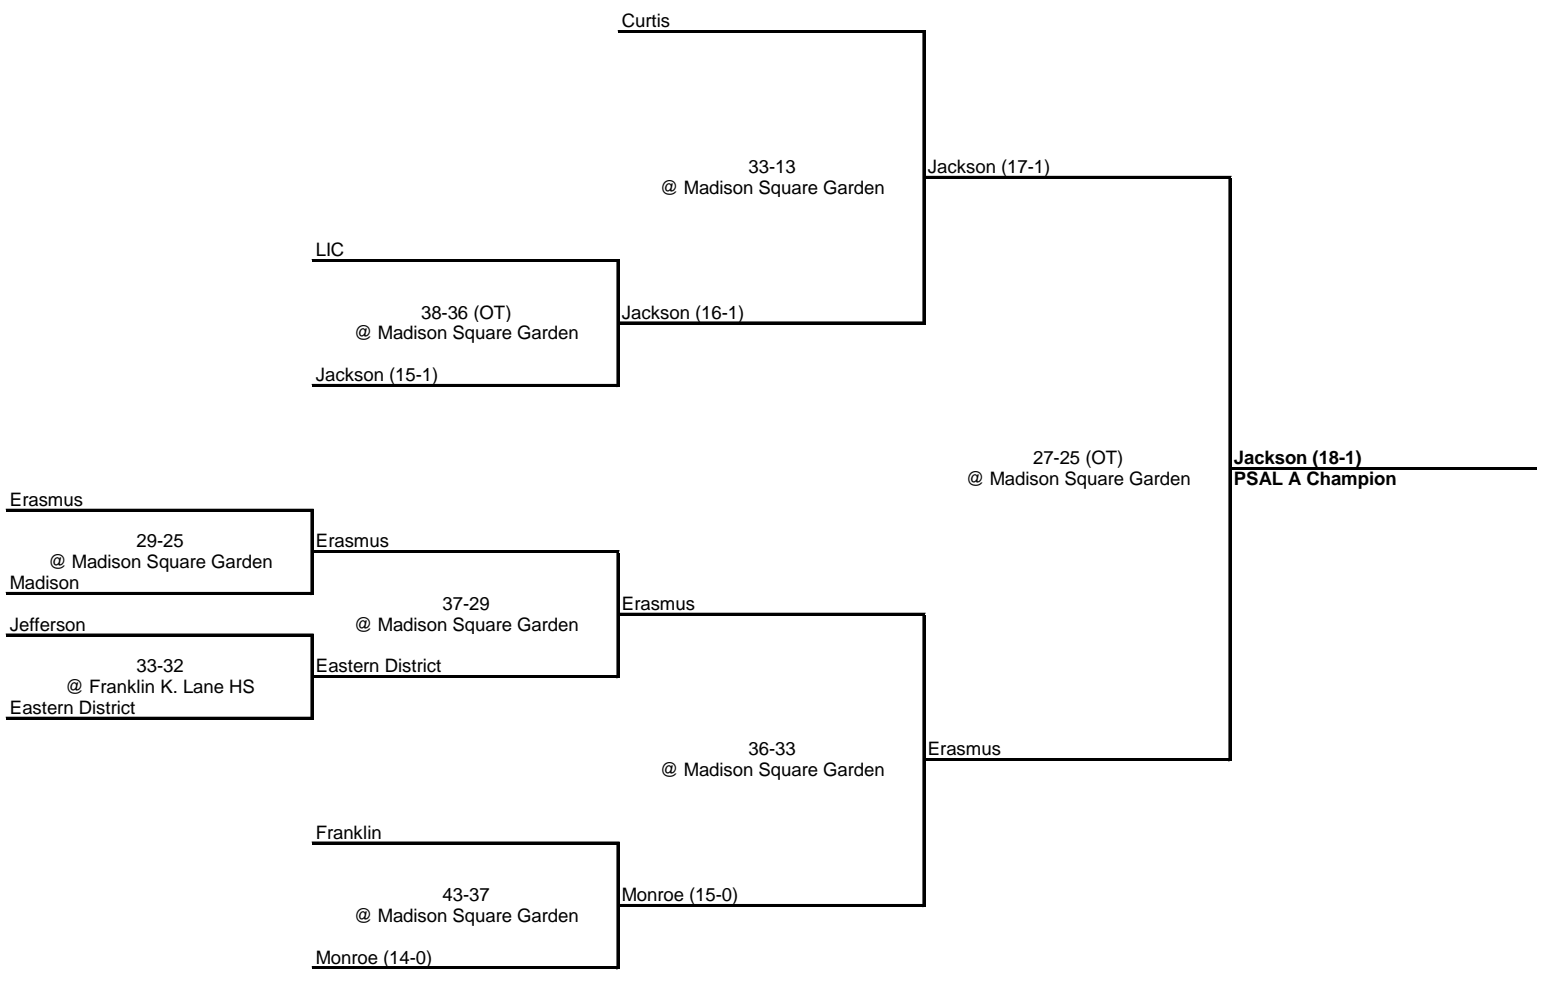 Curtis
33-13
@ Madison Square Garden
Jackson (17-1)
LIC
38-36 (OT)
@ Madison Square Garden
Jackson (16-1)
Jackson (15-1)
27-25 (OT)
@ Madison Square Garden
Jackson (18-1)
PSAL A Champion
Erasmus
29-25
@ Madison Square Garden
Madison
Erasmus
37-29
@ Madison Square Garden
Erasmus
Jefferson
33-32
@ Franklin K. Lane HS
Eastern District
Eastern District
36-33
@ Madison Square Garden
Erasmus
Franklin
43-37
@ Madison Square Garden
Monroe (15-0)
Monroe (14-0)